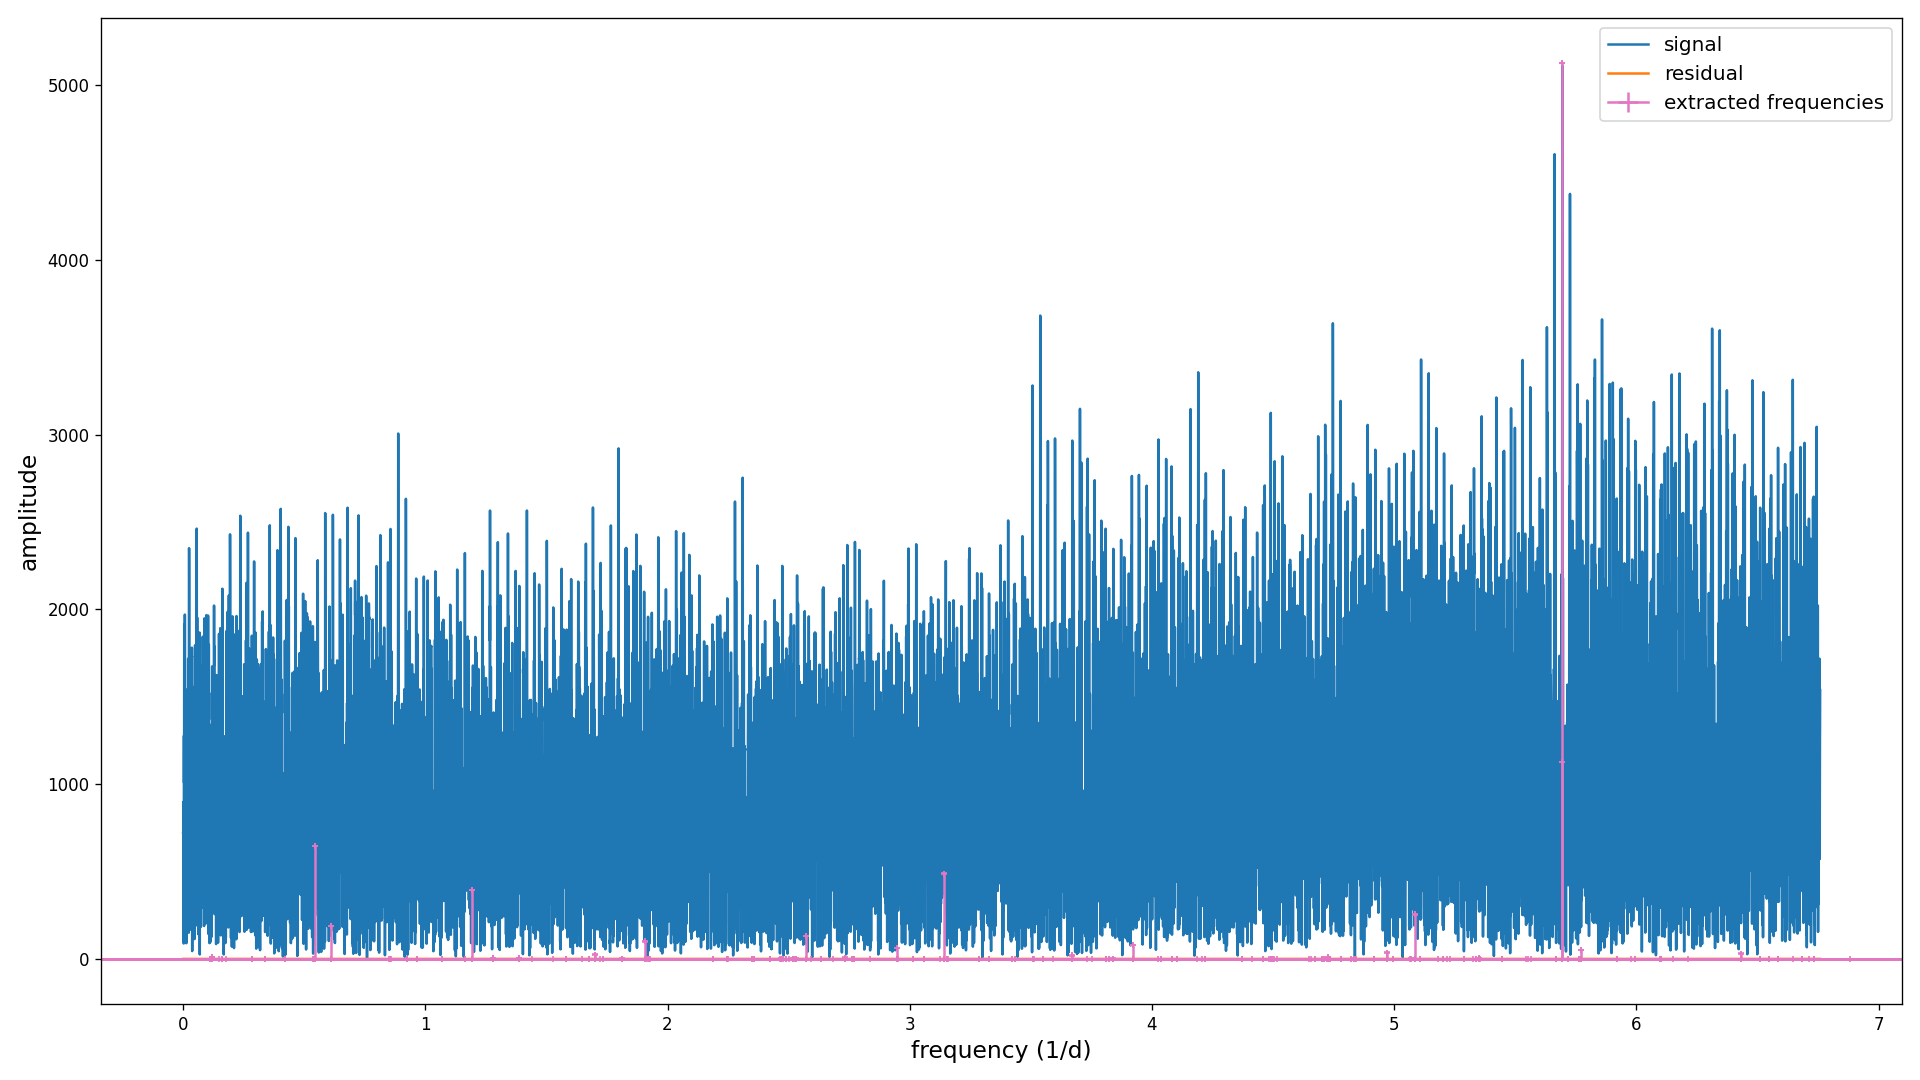 signal
residual
extracted frequencies
amplitude
5000
4000
3000
2000
1000
0
0 1 2 3 4 5 6 7
frequency (1/d)